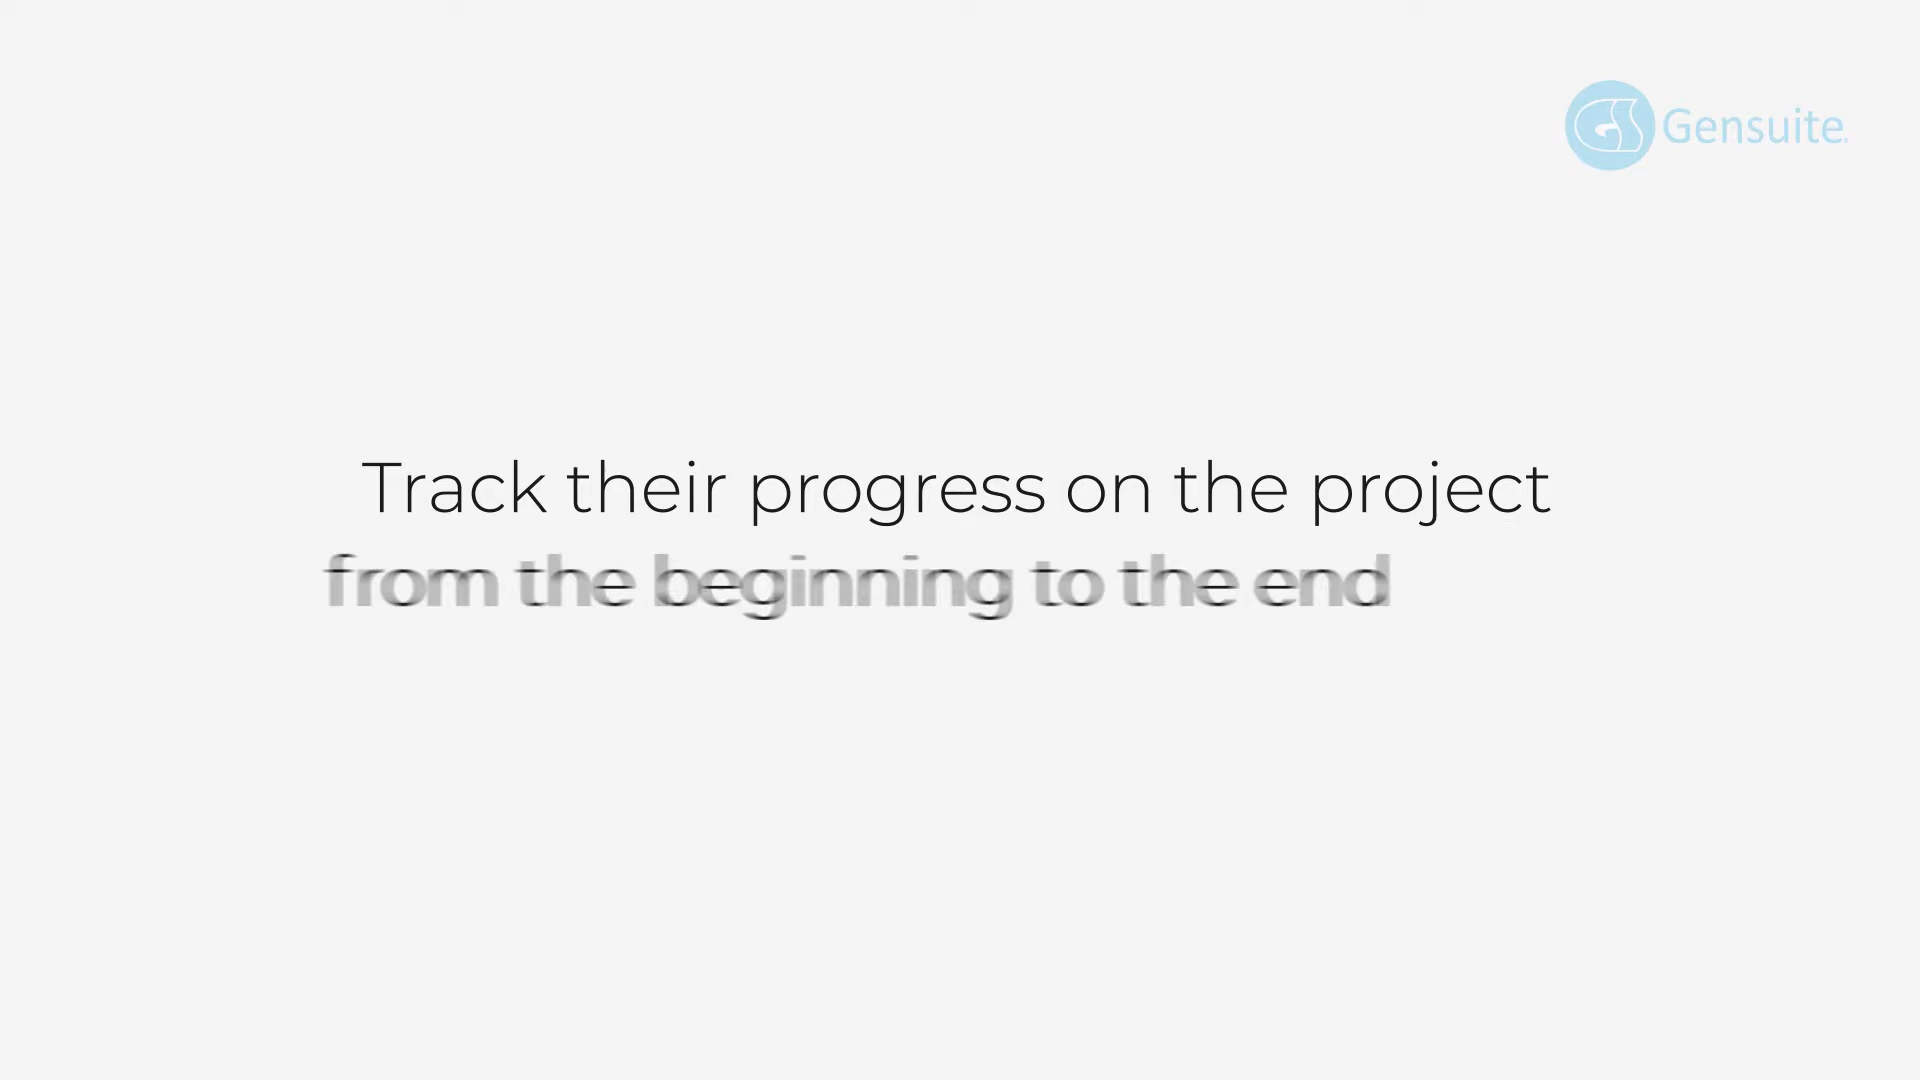 Gensuite
Track their progress on the project
from the beginning to the end